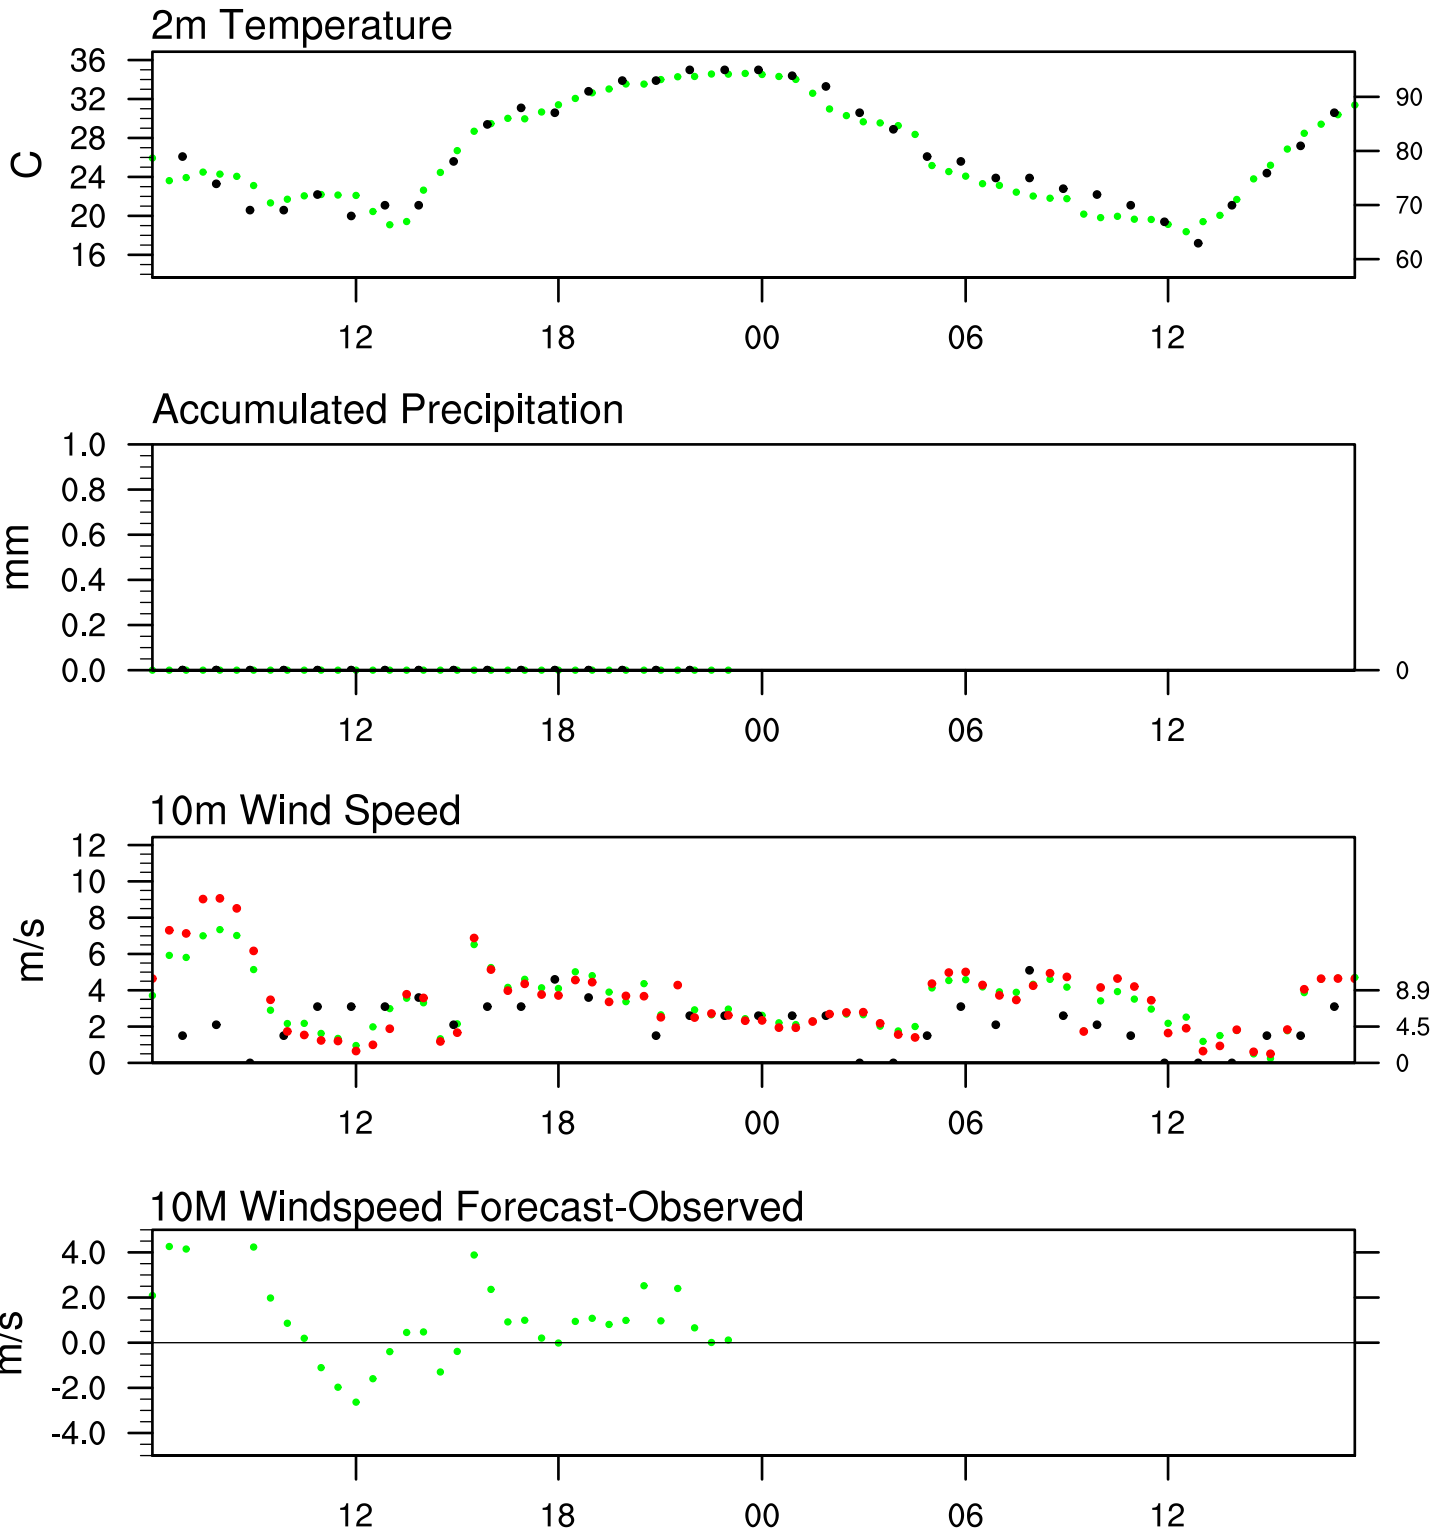 2m Temperature
36
32
28
24
20
16
C
90
80
70
60
12 18 00 06 12
Accumulated Precipitation
1.0
0.8
0.6
0.4
0.2
0.0
mm
0
12 18 00 06 12
10m Wind Speed
12
10
8
6
4
2
0
m/s
8.9
4.5
0
12 18 00 06 12
10M Windspeed Forecast-Observed
4.0
2.0
0.0
-2.0
-4.0
m/s
12 18 00 06 12